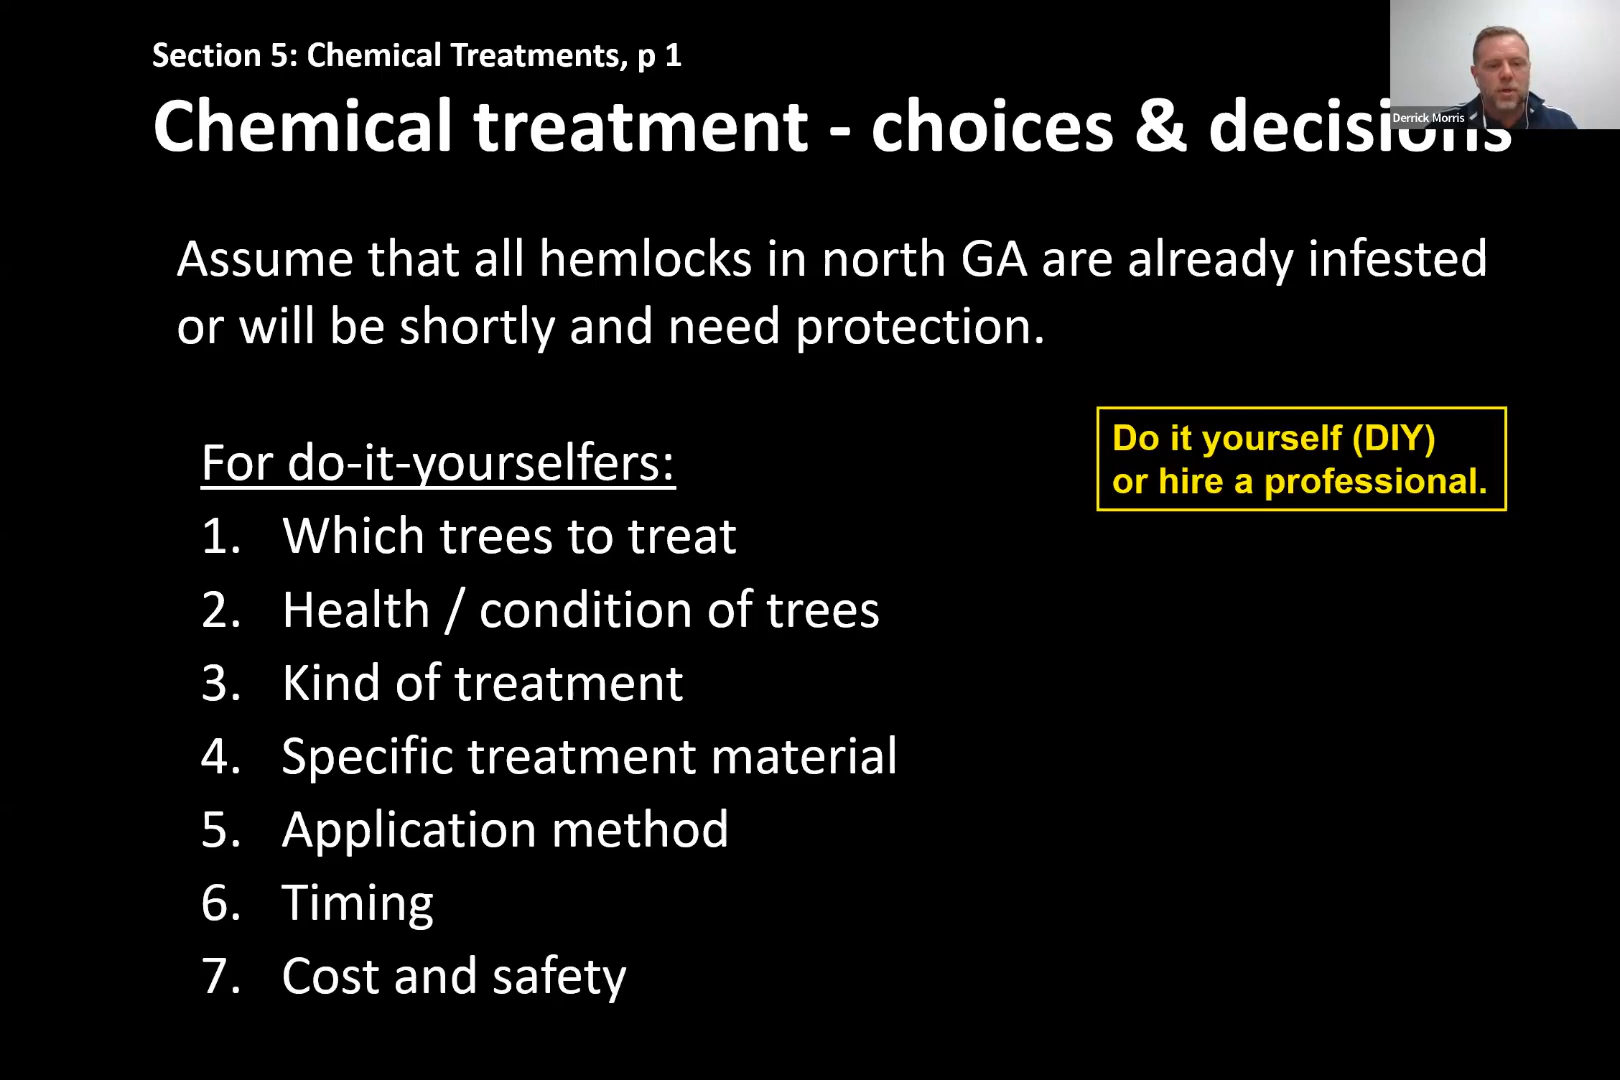 Section 5: Chemical Treatments, p 1
Chemical treatment - choices & decisions
Derrick Morris
Assume that all hemlocks in north GA are already infested
or will be shortly and need protection.
Do it yourself (DIY)
or hire a professional.
For do-it-yourselfers:
1. Which trees to treat
2. Health / condition of trees
3. Kind of treatment
4. Specific treatment material
5. Application method
6. Timing
7. Cost and safety